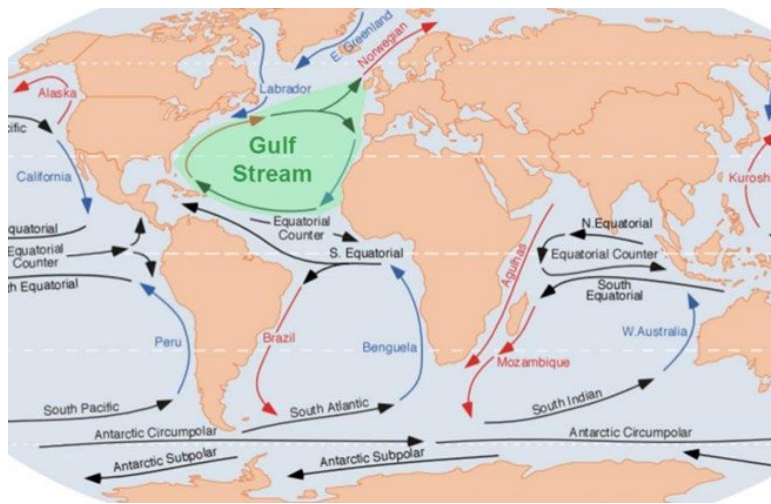 E. Greenland
Norwegian
Labrador
Alaska
cific
Gulf
Stream
California
Kuroshi
Equatorial
Counter
N.Equatorial
quatorial
Equatorial
Counter
S. Equatorial
Equatorial Counter
Agulhas
South
Equatorial
th Equatorial
Peru
Brazil
Benguela
Mozambique
W.Australia
South Pacific
South Atlantic
South Indian
Antarctic Circumpolar
Antarctic Circumpolar
Antarctic Subpolar
Antarctic Subpolar